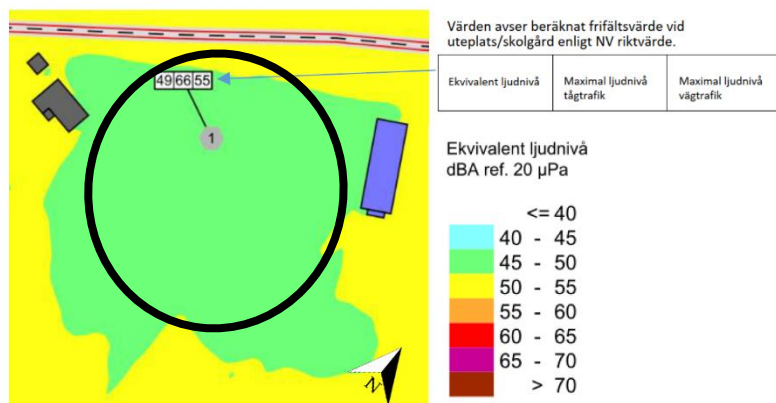 Värden avser beräknat frifältsvärde vid
uteplats/skolgård enligt NV riktvärde.
49 66 55
Ekvivalent ljudnivå
Maximal ljudnivå
tågtrafik
Maximal ljudnivå
vägtrafik
1
Ekvivalent ljudnivå
dBA ref. 20 µPa
<= 40
40 - 45
45 - 50
50 - 55
55 - 60
60 - 65
65 - 70
> 70
N